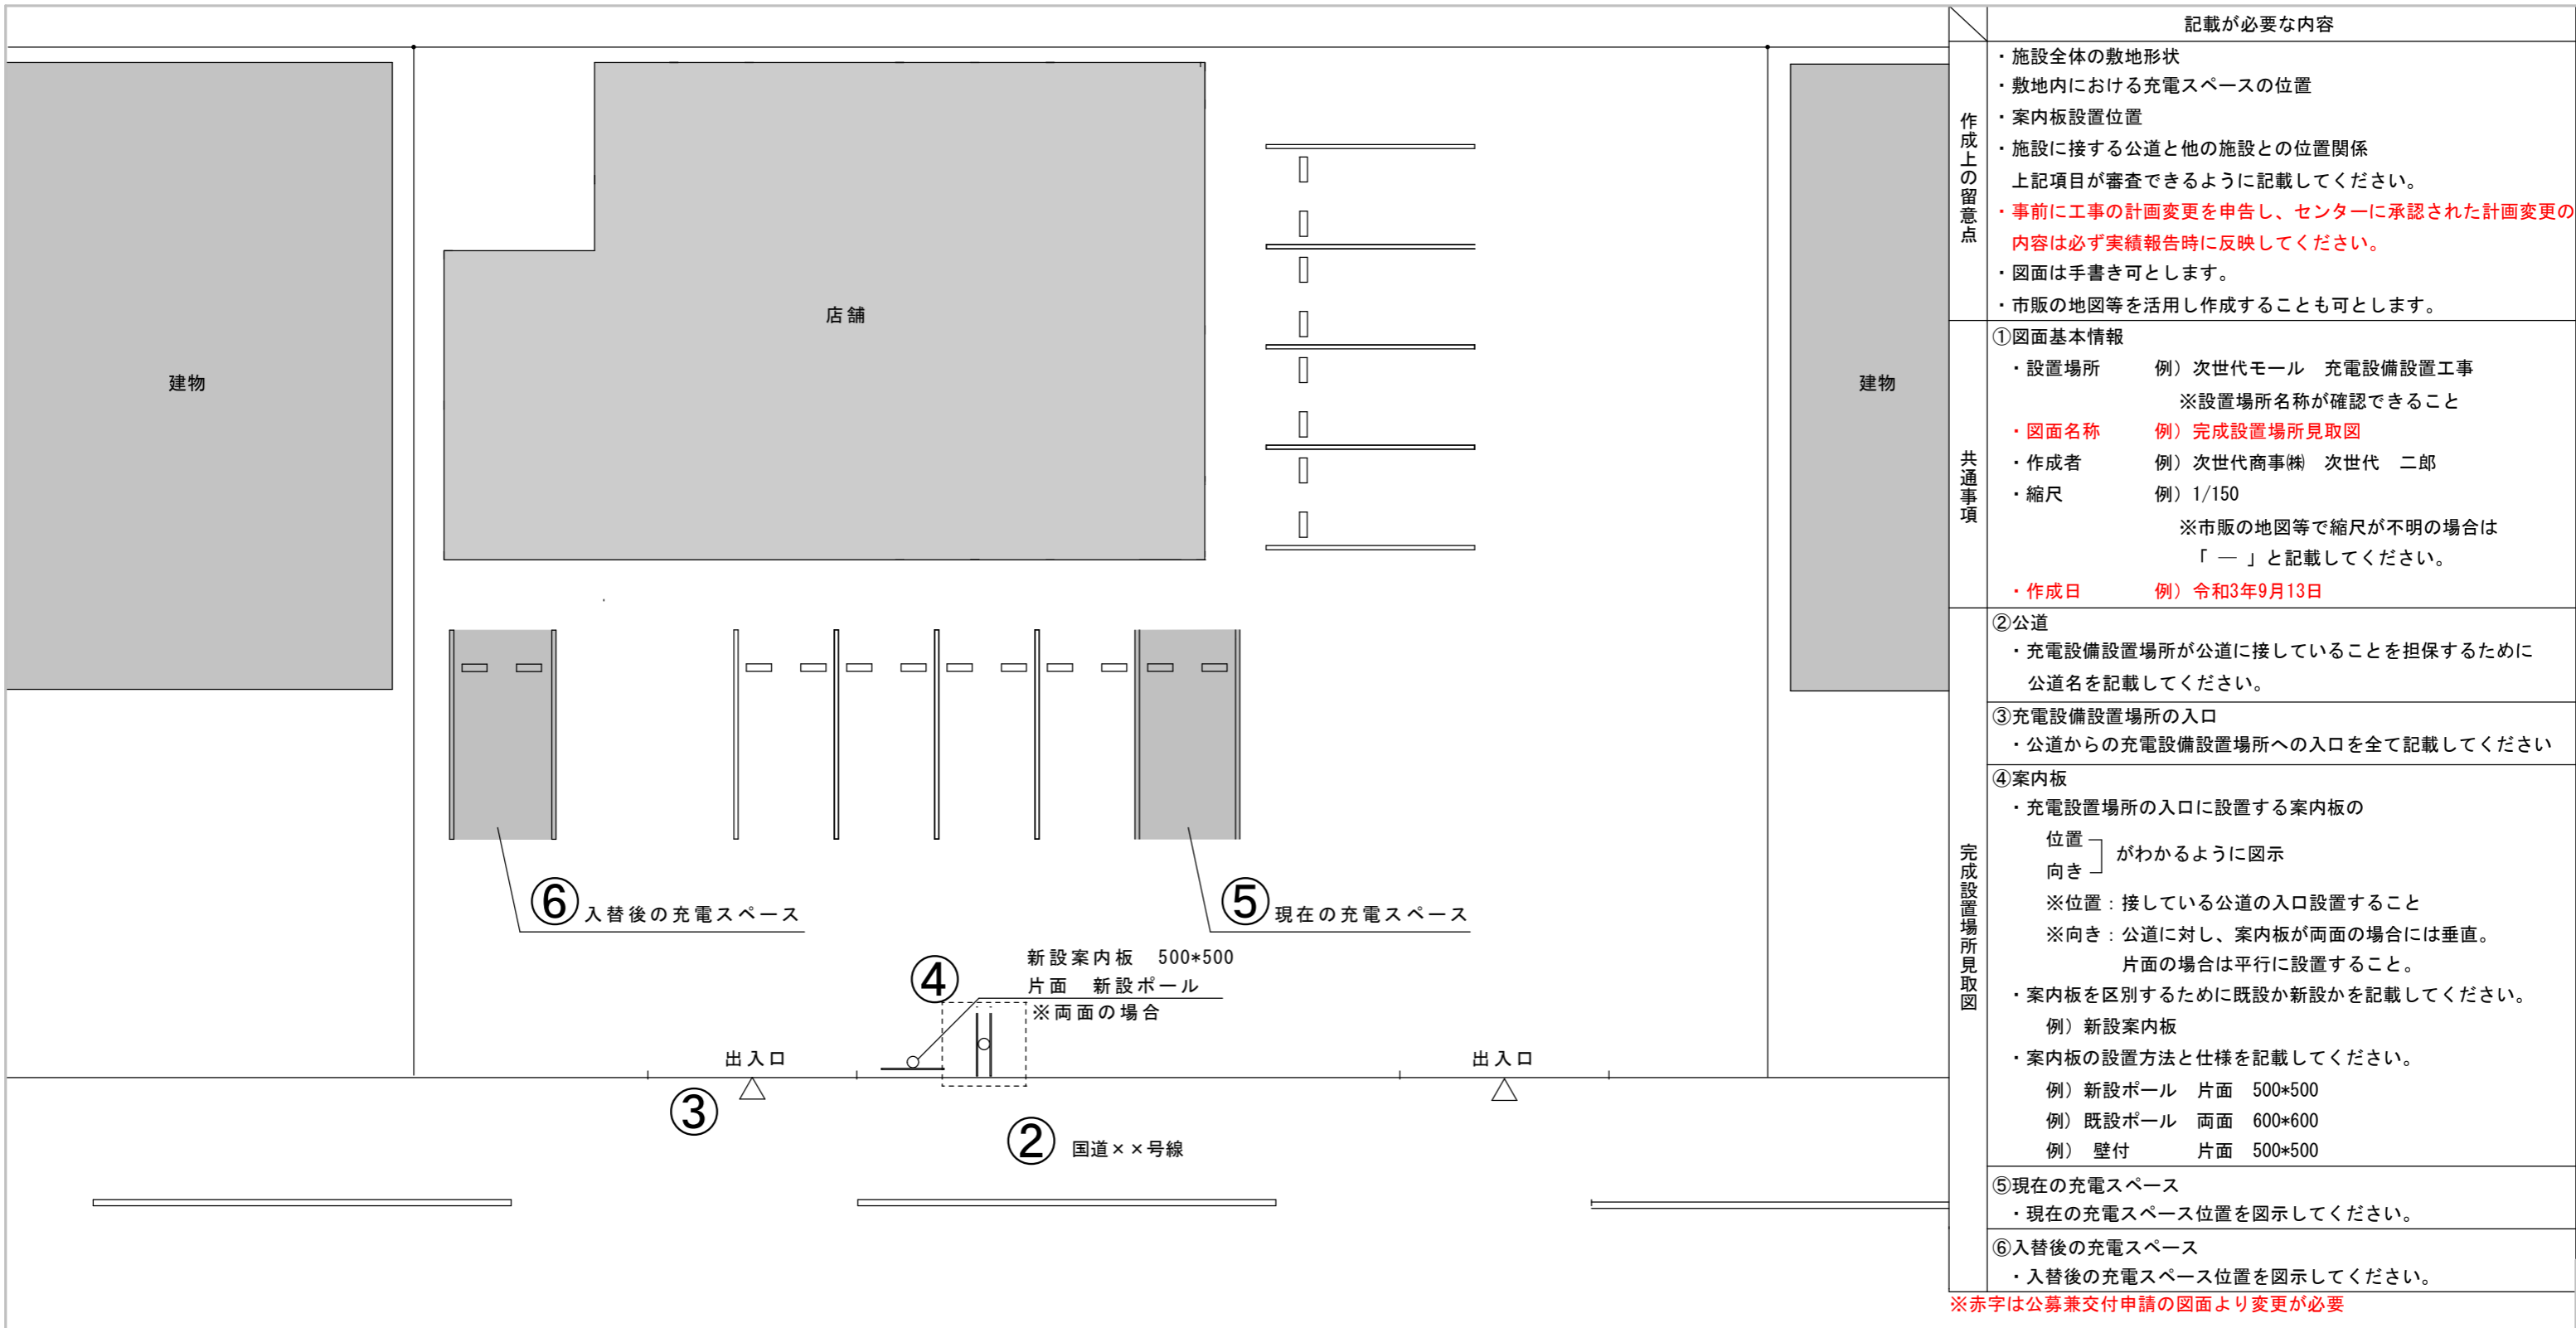 建物
店舗
建物
⑥ 入替後の充電スペース
⑤ 現在の充電スペース
④
新設案内板　500*500
片面　新設ポール
※両面の場合
出入口
出入口
③
② 国道××号線
記載が必要な内容
作成上の留意点
・施設全体の敷地形状
・敷地内における充電スペースの位置
・案内板設置位置
・施設に接する公道と他の施設との位置関係
上記項目が審査できるように記載してください。
・事前に工事の計画変更を申告し、センターに承認された計画変更の
内容は必ず実績報告時に反映してください。
・図面は手書き可とします。
・市販の地図等を活用し作成することも可とします。
共通事項
①図面基本情報
・設置場所　例）次世代モール　充電設備設置工事
※設置場所名称が確認できること
・図面名称　例）完成設置場所見取図
・作成者　例）次世代商事㈱　次世代　二郎
・縮尺　例）1/150
※市販の地図等で縮尺が不明の場合は
「 ― 」と記載してください。
・作成日　例）令和3年9月13日
完成設置場所見取図
②公道
・充電設備設置場所が公道に接していることを担保するために
公道名を記載してください。
③充電設備設置場所の入口
・公道からの充電設備設置場所への入口を全て記載してください
④案内板
・充電設置場所の入口に設置する案内板の
位置
向き
がわかるように図示
※位置：接している公道の入口設置すること
※向き：公道に対し、案内板が両面の場合には垂直。
片面の場合は平行に設置すること。
・案内板を区別するために既設か新設かを記載してください。
例）新設案内板
・案内板の設置方法と仕様を記載してください。
例）新設ポール　片面　500*500
例）既設ポール　両面　600*600
例）　壁付　片面　500*500
⑤現在の充電スペース
・現在の充電スペース位置を図示してください。
⑥入替後の充電スペース
・入替後の充電スペース位置を図示してください。
※赤字は公募兼交付申請の図面より変更が必要